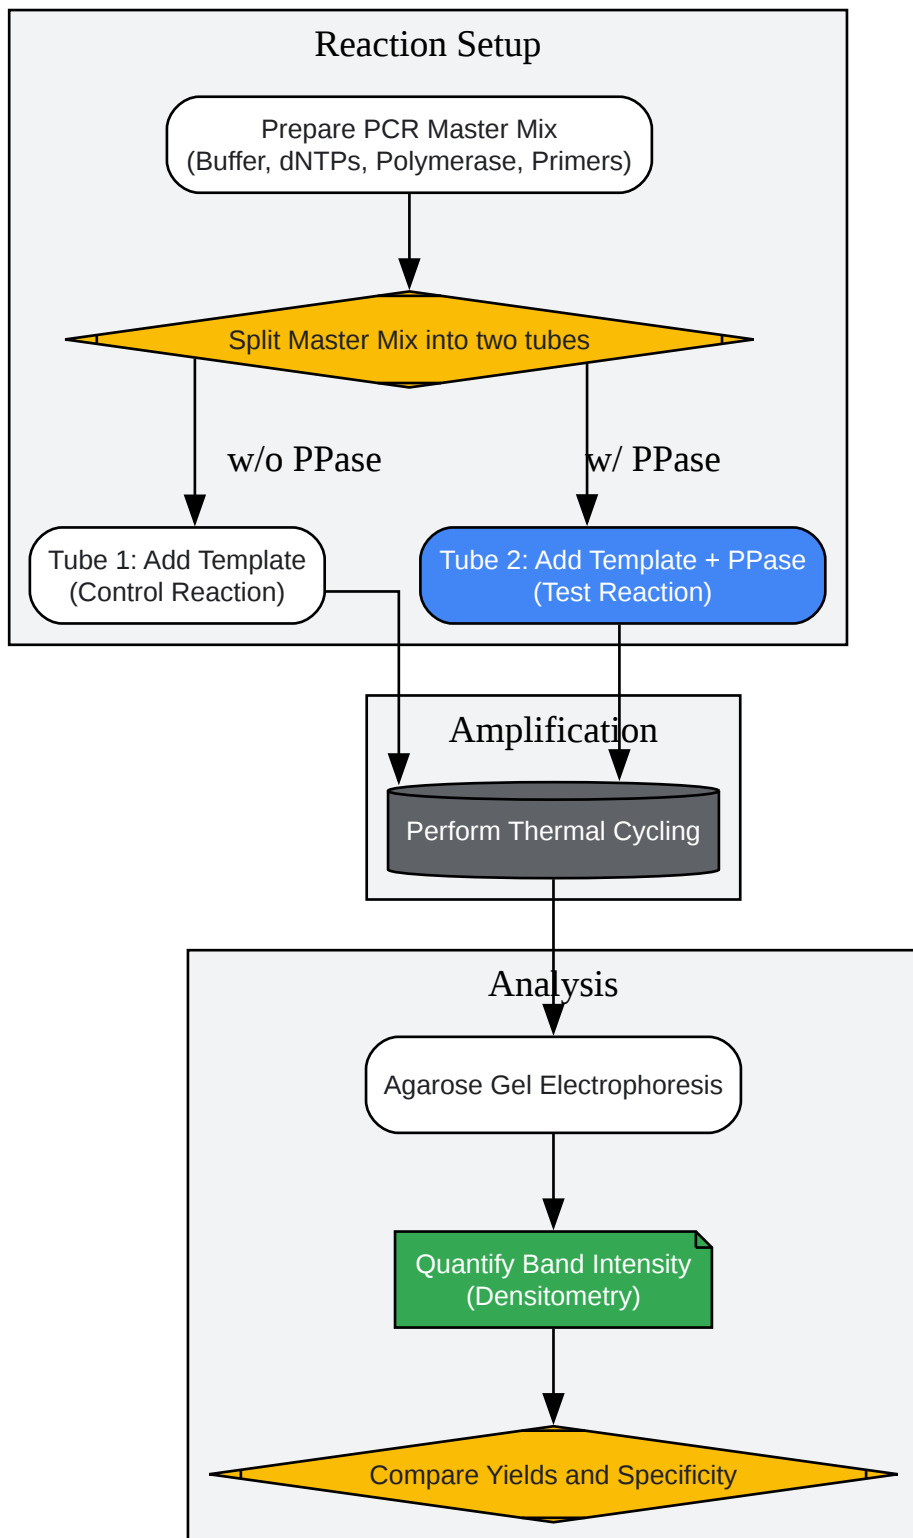 Reaction Setup
Prepare PCR Master Mix
(Buffer, dNTPs, Polymerase, Primers)
Split Master Mix into two tubes
w/o PPase
w/ PPase
Tube 1: Add Template
(Control Reaction)
Tube 2: Add Template + PPase
(Test Reaction)
Amplification
Perform Thermal Cycling
Analysis
Agarose Gel Electrophoresis
Quantify Band Intensity
(Densitometry)
Compare Yields and Specificity